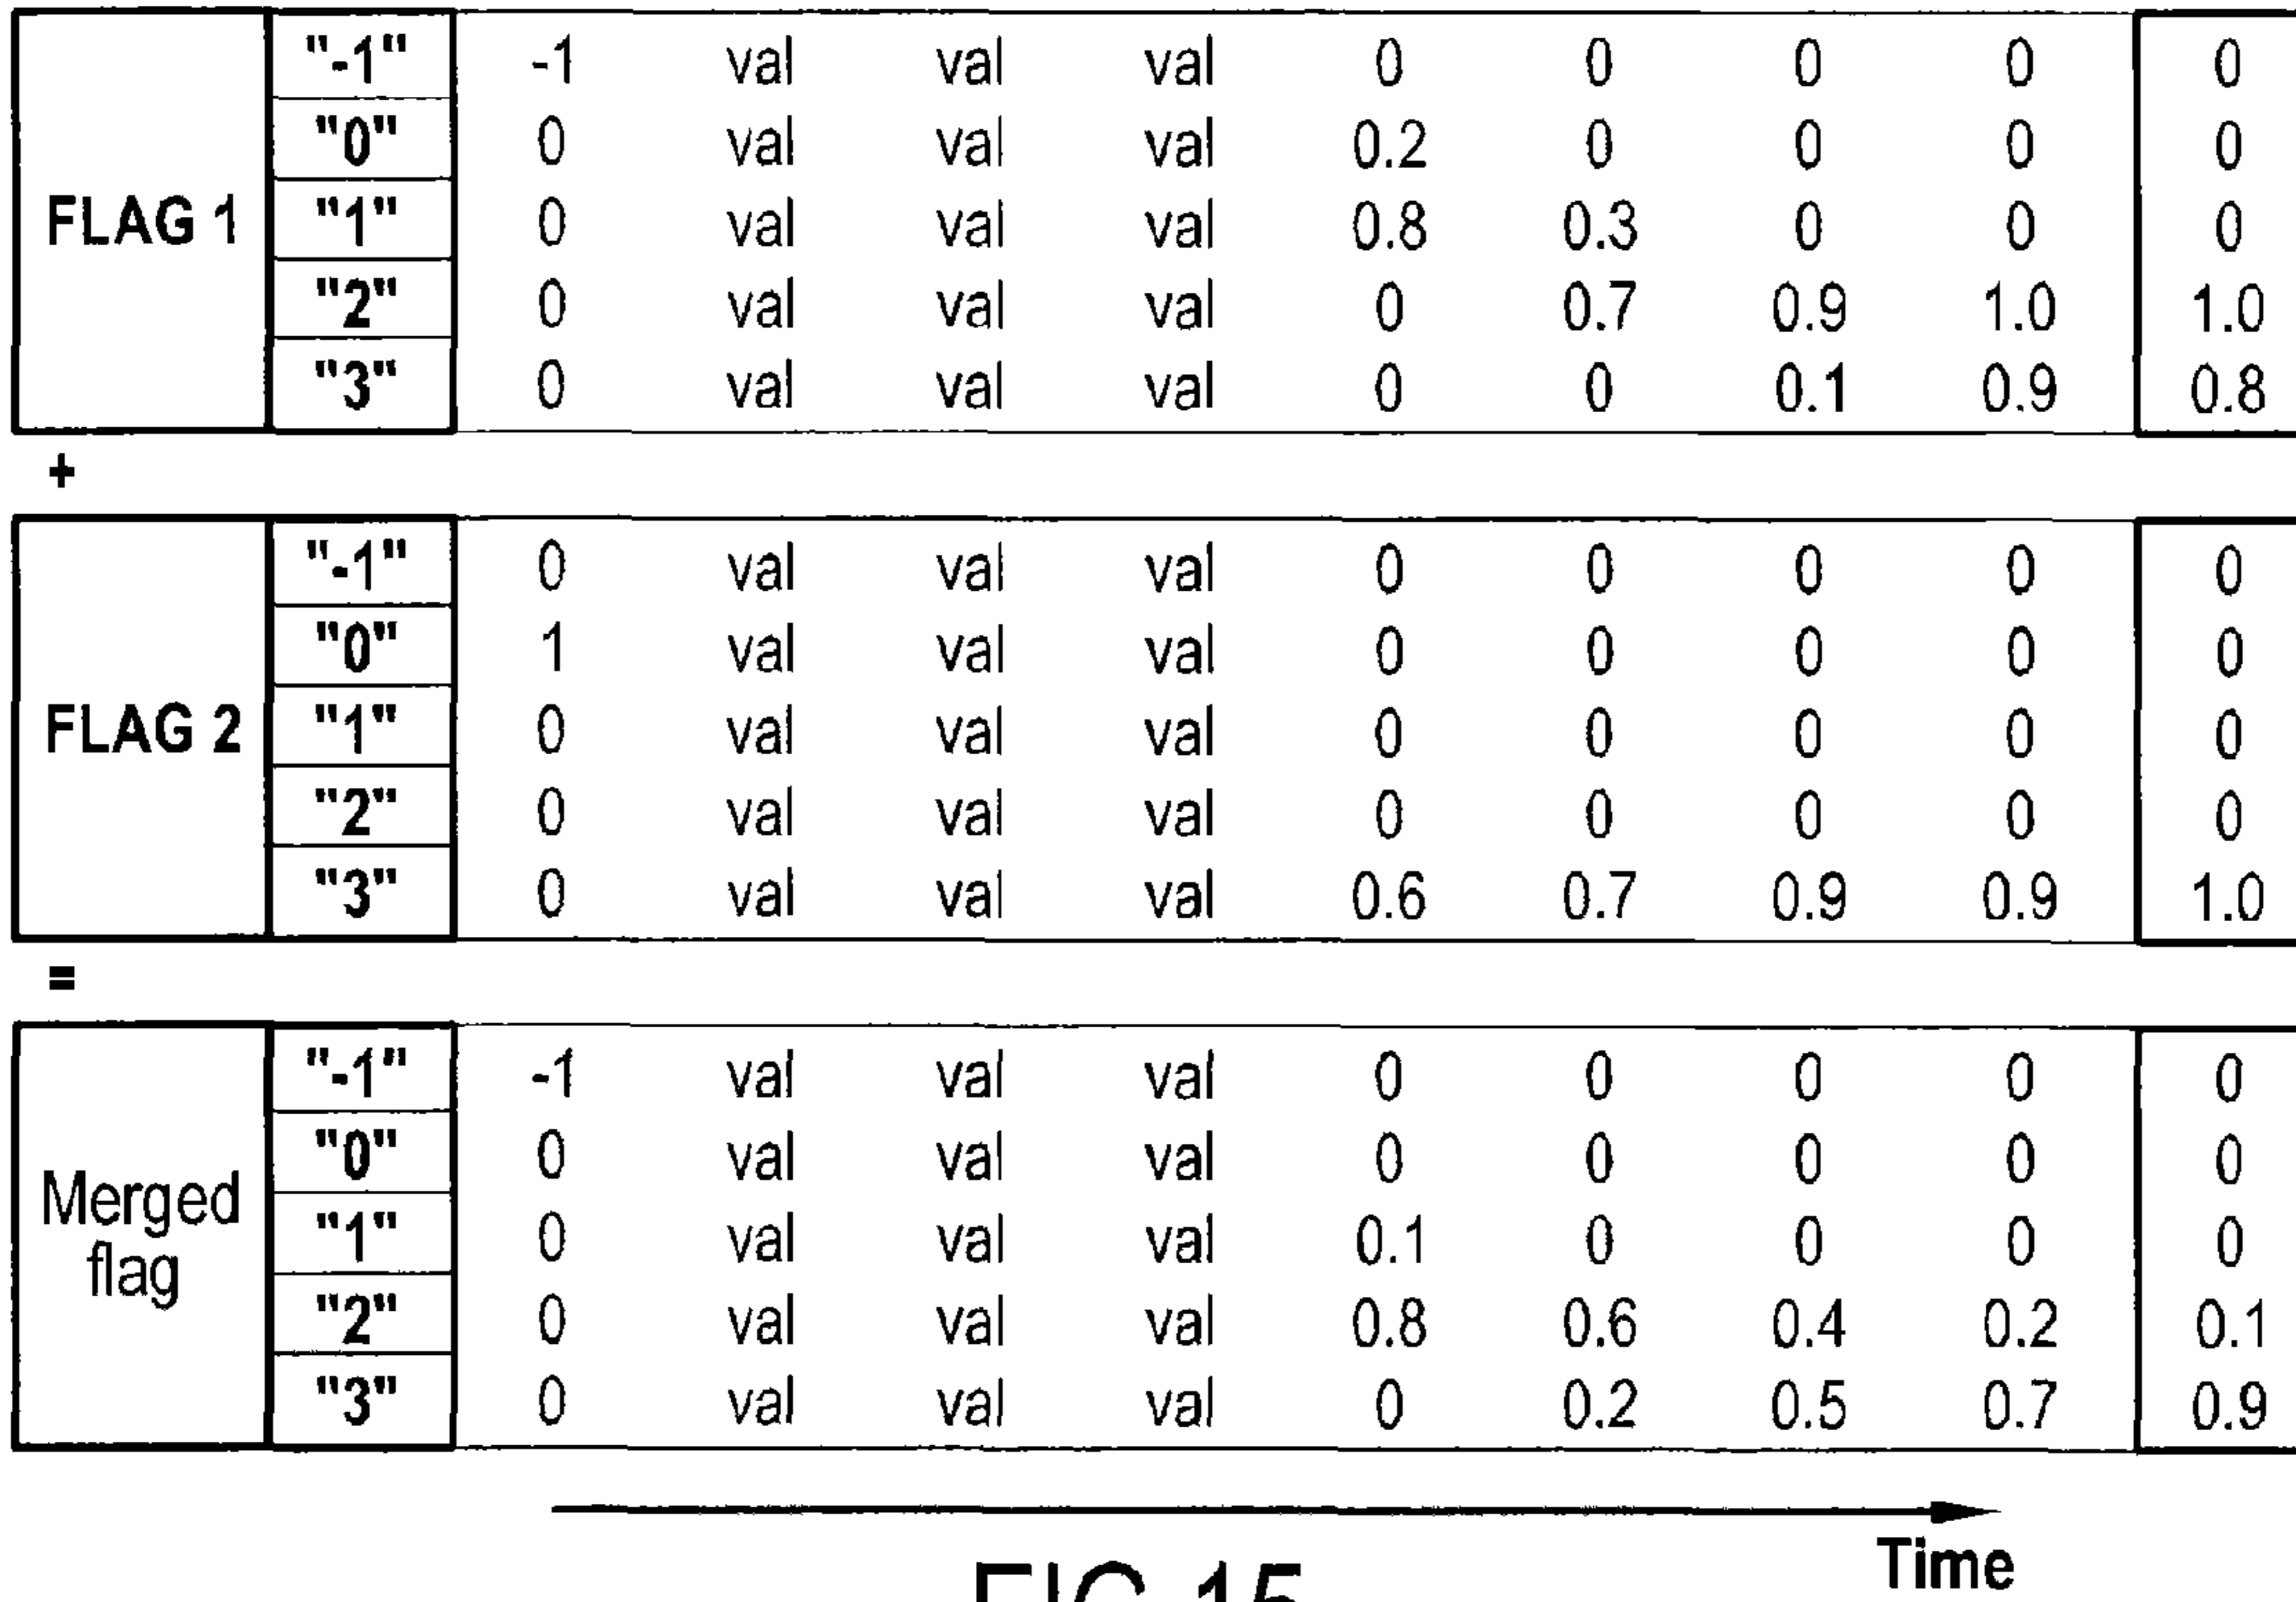 "-1" -1 val val val 0 0 0 0 0
"0" 0 val val val 0.2 0 0 0 0
FLAG 1 "1" 0 val val val 0.8 0.3 0 0 0
"2" 0 val val val 0 0.7 0.9 1.0 1.0
"3" 0 val val val 0 0 0.1 0.9 0.8
+
"-1" 0 val val val 0 0 0 0 0
"0" 1 val val val 0 0 0 0 0
FLAG 2 "1" 0 val val val 0 0 0 0 0
"2" 0 val val val 0 0 0 0 0
"3" 0 val val val 0.6 0.7 0.9 0.9 1.0
=
"-1" -1 val val val 0 0 0 0 0
"0" 0 val val val 0 0 0 0 0
Merged flag "1" 0 val val val 0.1 0 0 0 0
"2" 0 val val val 0.8 0.6 0.4 0.2 0.1
"3" 0 val val val 0 0.2 0.5 0.7 0.9
Time
FIG.15